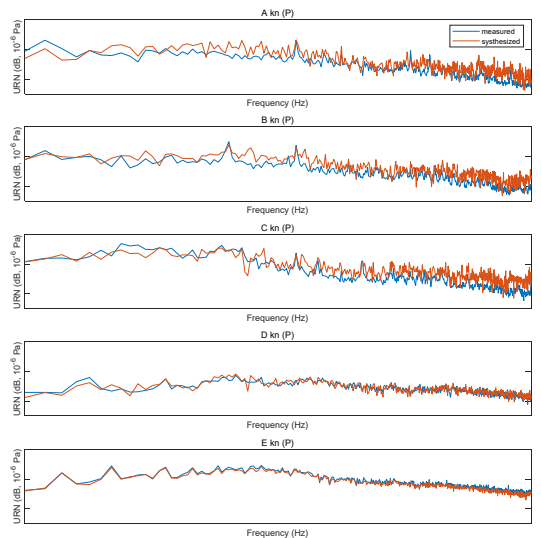 A kn (P)
measured
systhesized
URN (dB, 10⁻⁶ Pa)
Frequency (Hz)
B kn (P)
URN (dB, 10⁻⁶ Pa)
Frequency (Hz)
C kn (P)
URN (dB, 10⁻⁶ Pa)
Frequency (Hz)
D kn (P)
URN (dB, 10⁻⁶ Pa)
Frequency (Hz)
E kn (P)
URN (dB, 10⁻⁶ Pa)
Frequency (Hz)